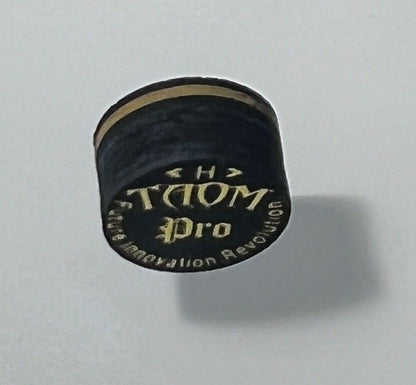 < H >
TAOM
Pro
Future Innovation Revolution